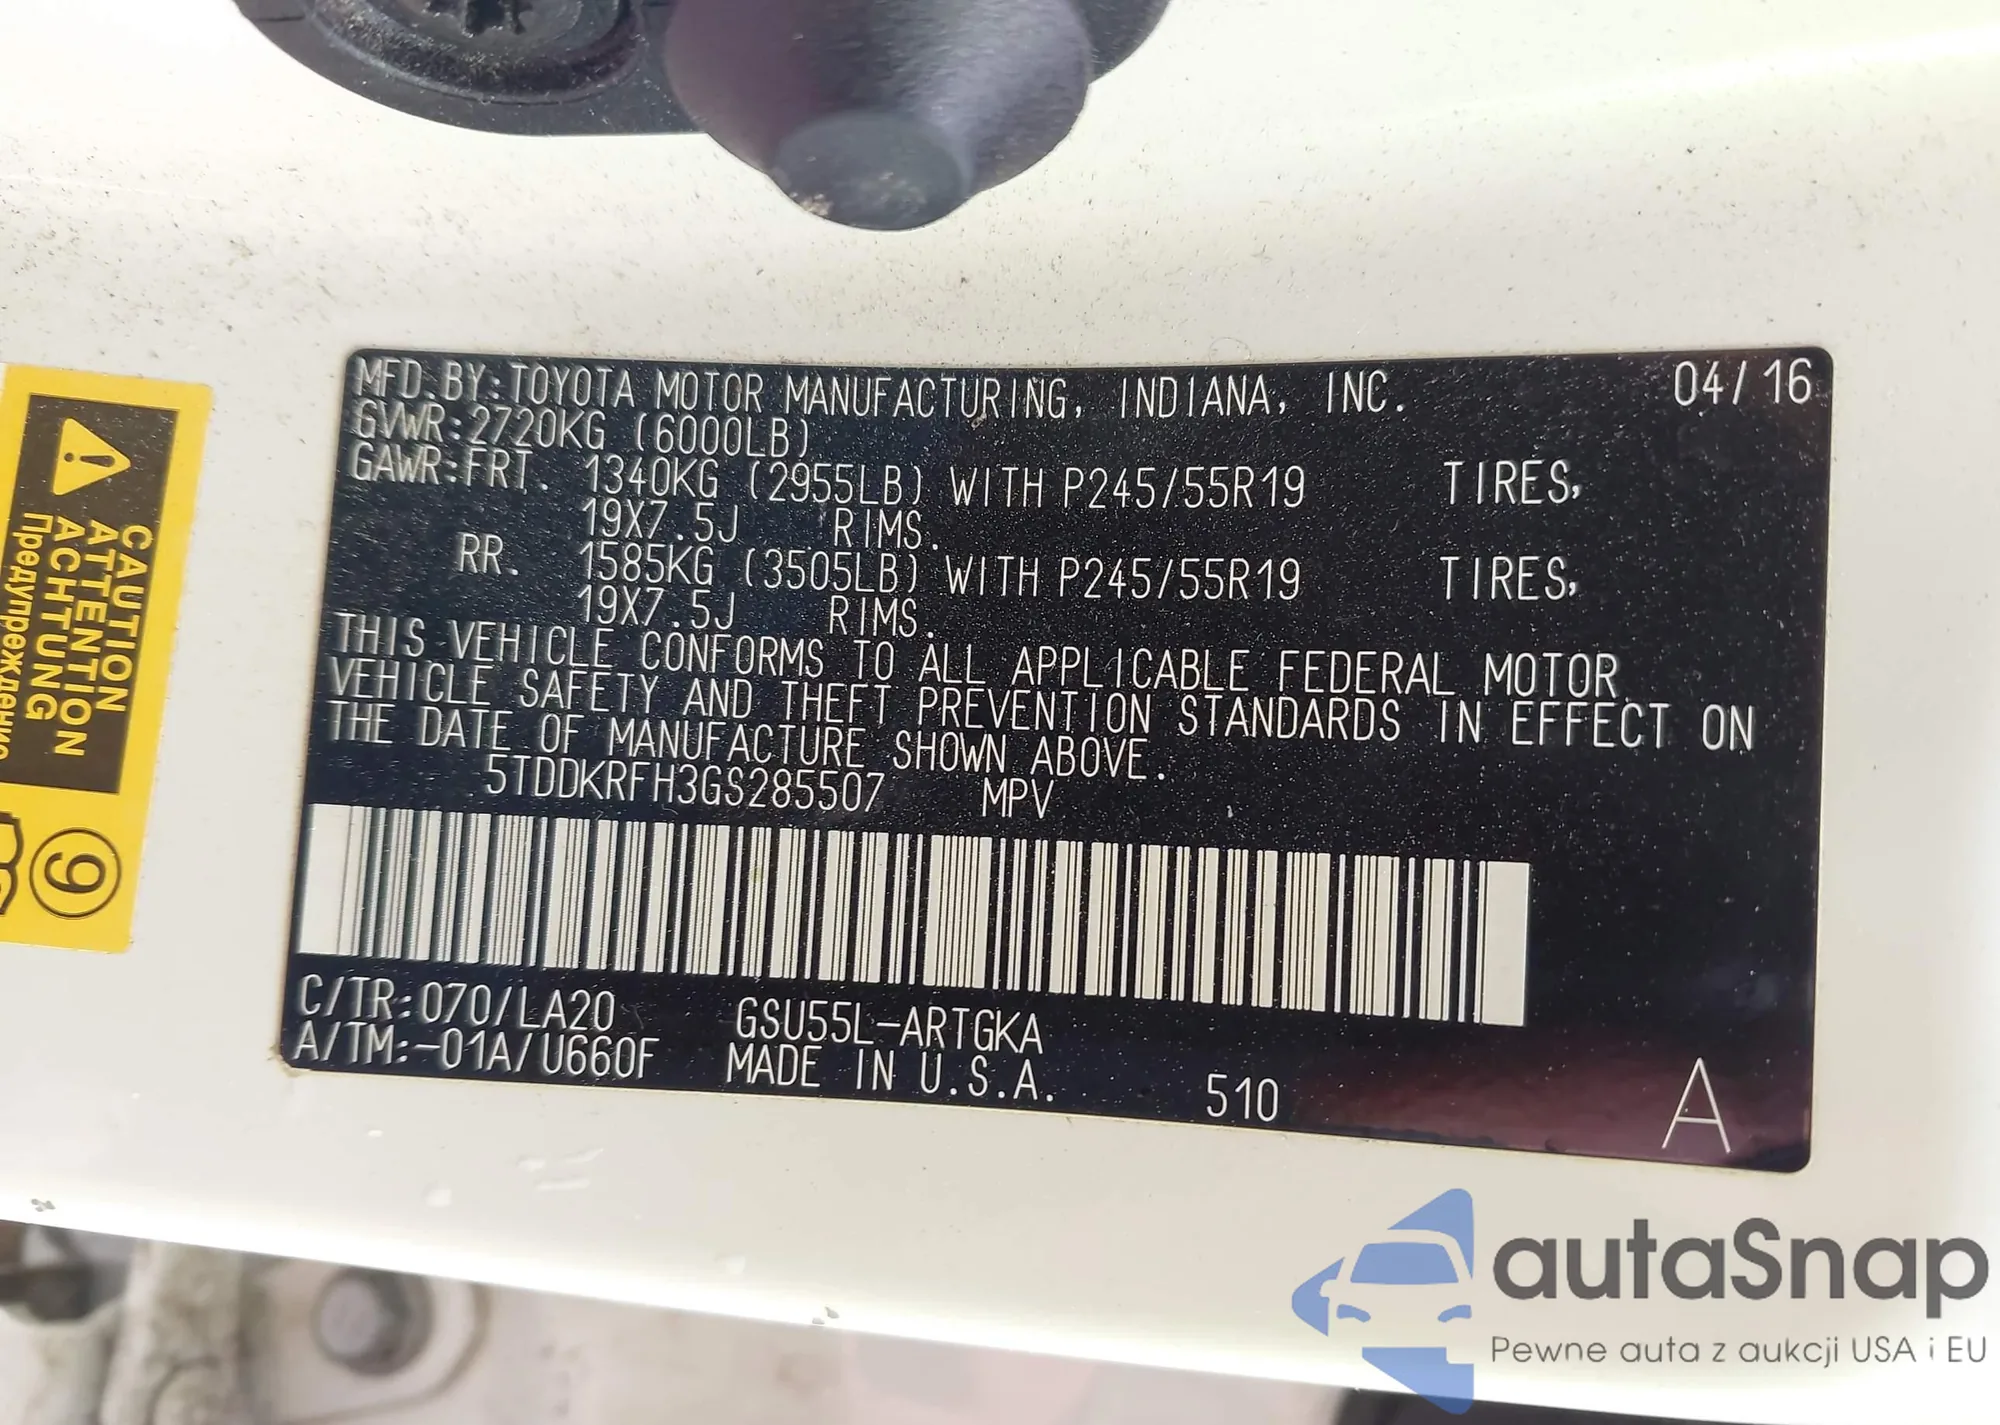 MFD.BY:TOYOTA MOTOR MANUFACTURING, INDIANA, INC. 04/16
GVWR:2720KG (6000LB)
GAWR:FRT. 1340KG (2955LB) WITH P245/55R19 TIRES,
19X7.5J RIMS.
RR. 1585KG (3505LB) WITH P245/55R19 TIRES,
19X7.5J RIMS.
THIS VEHICLE CONFORMS TO ALL APPLICABLE FEDERAL MOTOR
VEHICLE SAFETY AND THEFT PREVENTION STANDARDS IN EFFECT ON
THE DATE OF MANUFACTURE SHOWN ABOVE.
5TDDKRFH3GS285507 MPV
C/TR:070/LA20 GSU55L-ARTGKA
A/TM:-01A/U660F MADE IN U.S.A. 510 A
CAUTION
ATTENTION
ACHTUNG
Предупреждение
9
autaSnap
Pewne auta z aukcji USA i EU